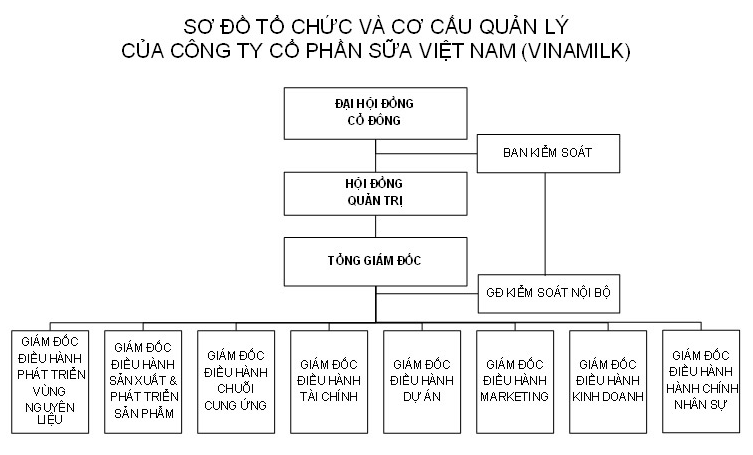 SƠ ĐỒ TỔ CHỨC VÀ CƠ CẤU QUẢN LÝ
CỦA CÔNG TY CỔ PHẦN SỮA VIỆT NAM (VINAMILK)
ĐẠI HỘI ĐỒNG
CỔ ĐÔNG
BAN KIỂM SOÁT
HỘI ĐỒNG
QUẢN TRỊ
TỔNG GIÁM ĐỐC
GĐ KIỂM SOÁT NỘI BỘ
GIÁM ĐỐC
ĐIỀU HÀNH
PHÁT TRIỂN
VÙNG
NGUYÊN
LIỆU
GIÁM ĐỐC
ĐIỀU HÀNH
SẢN XUẤT &
PHÁT TRIỂN
SẢN PHẨM
GIÁM ĐỐC
ĐIỀU HÀNH
CHUỖI
CUNG ỨNG
GIÁM ĐỐC
ĐIỀU HÀNH
TÀI CHÍNH
GIÁM ĐỐC
ĐIỀU HÀNH
DỰ ÁN
GIÁM ĐỐC
ĐIỀU HÀNH
MARKETING
GIÁM ĐỐC
ĐIỀU HÀNH
KINH DOANH
GIÁM ĐỐC
ĐIỀU HÀNH
HÀNH CHÍNH
NHÂN SỰ